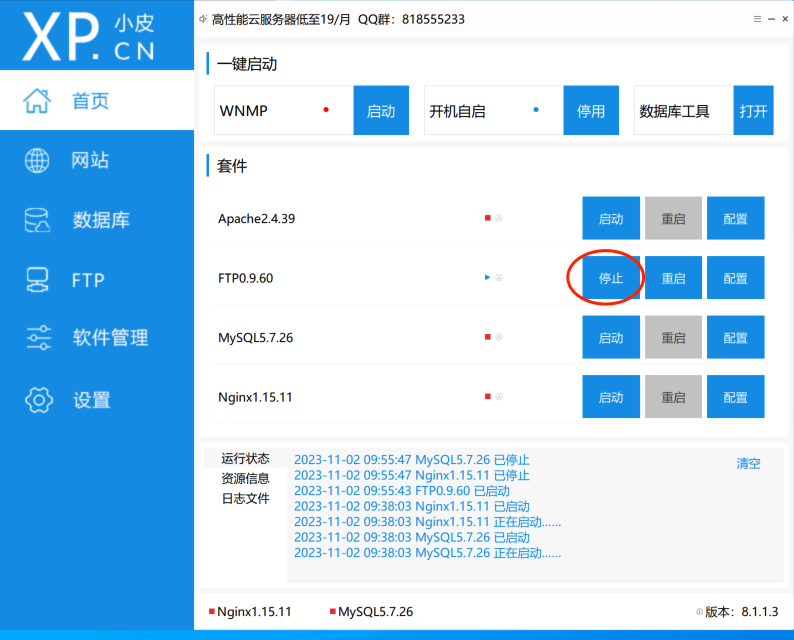 XP.CN 小皮
高性能云服务器低至19/月 QQ群：818555233
首页
网站
数据库
FTP
软件管理
设置
一键启动
WNMP 启动 开机自启 停用 数据库工具 打开
套件
Apache2.4.39 启动 重启 配置
FTP0.9.60 停止 重启 配置
MySQL5.7.26 启动 重启 配置
Nginx1.15.11 启动 重启 配置
运行状态
资源信息
日志文件
2023-11-02 09:55:47 MySQL5.7.26 已停止
2023-11-02 09:55:47 Nginx1.15.11 已停止
2023-11-02 09:55:43 FTP0.9.60 已启动
2023-11-02 09:38:03 Nginx1.15.11 已启动
2023-11-02 09:38:03 Nginx1.15.11 正在启动......
2023-11-02 09:38:03 MySQL5.7.26 已启动
2023-11-02 09:38:03 MySQL5.7.26 正在启动......
清空
Nginx1.15.11 MySQL5.7.26 版本：8.1.1.3